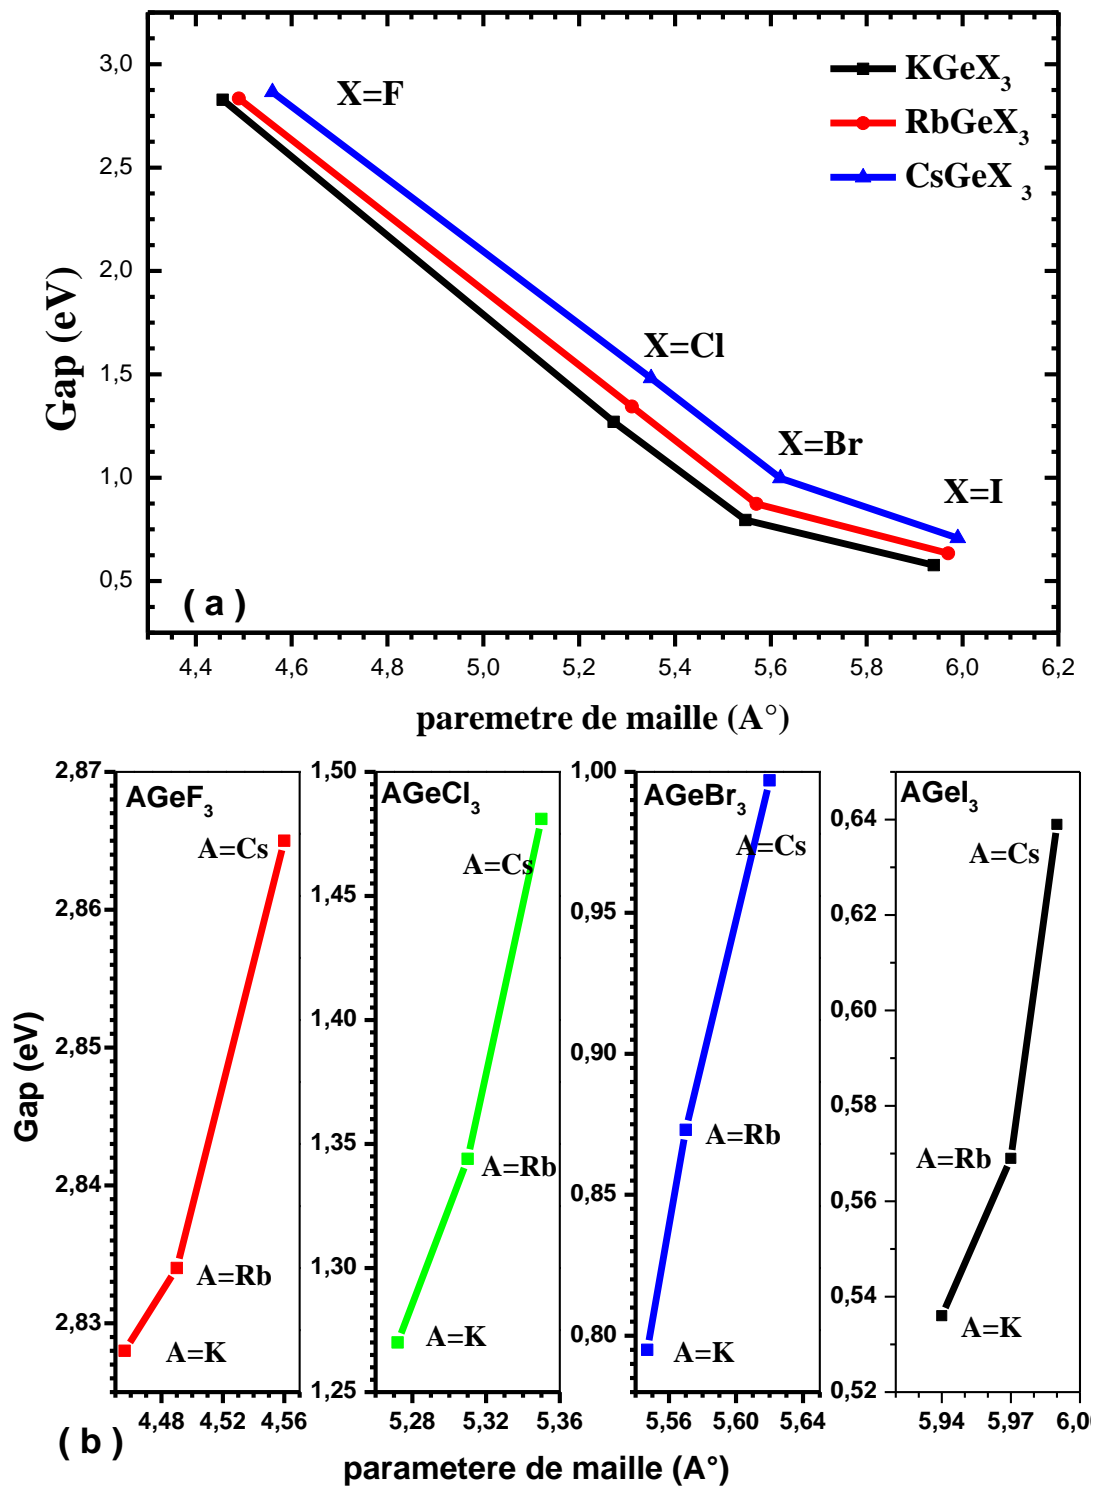 3,0
2,5
2,0
1,5
1,0
0,5
Gap (eV)
X=F
X=Cl
X=Br
X=I
KGeX3
RbGeX3
CsGeX 3
( a )
4,4 4,6 4,8 5,0 5,2 5,4 5,6 5,8 6,0 6,2
paremetre de maille (A°)
Gap (eV)
2,87
2,86
2,85
2,84
2,83
AGeF3
A=Cs
A=Rb
A=K
4,48 4,52 4,56
1,50
1,45
1,40
1,35
1,30
1,25
AGeCl3
A=Cs
A=Rb
A=K
5,28 5,32 5,36
1,00
0,95
0,90
0,85
0,80
AGeBr3
A=Cs
A=Rb
A=K
5,56 5,60 5,64
0,64
0,62
0,60
0,58
0,56
0,54
0,52
AGeI3
A=Cs
A=Rb
A=K
5,94 5,97 6,0
( b )
parametere de maille (A°)